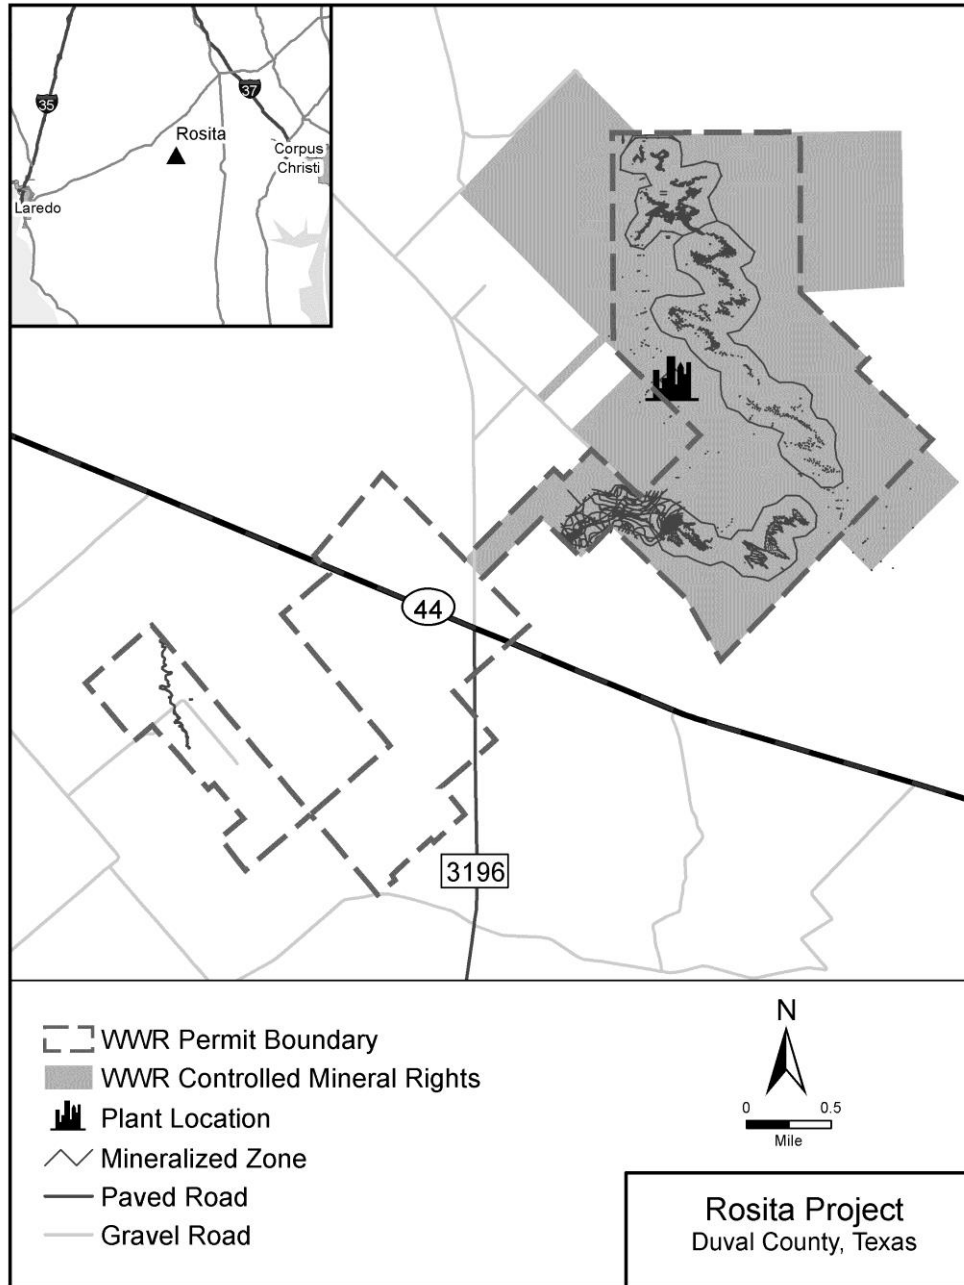 35
37
Rosita
Corpus
Christi
Laredo
44
3196
WWR Permit Boundary
WWR Controlled Mineral Rights
Plant Location
Mineralized Zone
Paved Road
Gravel Road
N
0 0.5
Mile
Rosita Project
Duval County, Texas